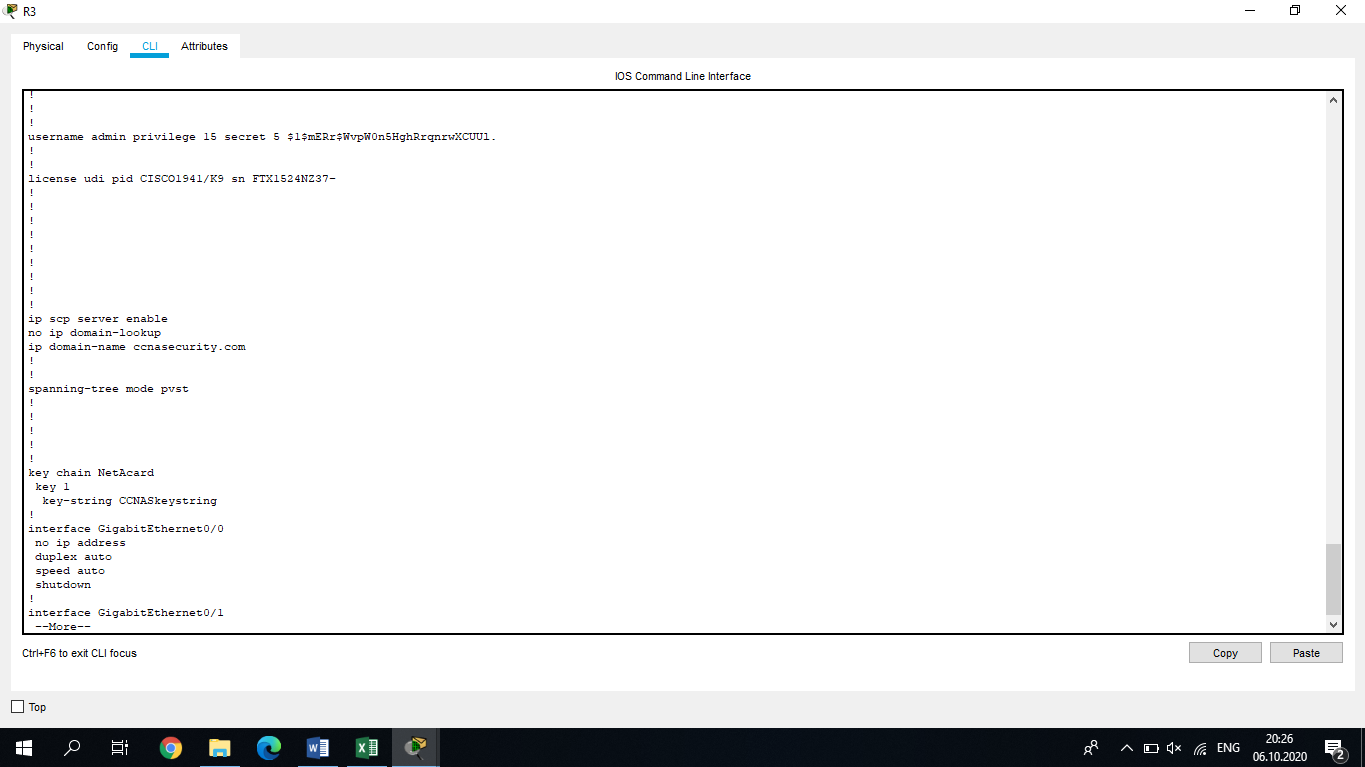 R3
Physical Config CLI Attributes
IOS Command Line Interface
!
!
!
username admin privilege 15 secret 5 $1$mERr$WvpW0n5HghRrqnrwXCUUl.
!
!
license udi pid CISCO1941/K9 sn FTX1524NZ37-
!
!
!
!
!
!
!
!
!
ip scp server enable
no ip domain-lookup
ip domain-name ccnasecurity.com
!
!
spanning-tree mode pvst
!
!
!
!
!
key chain NetAcard
key 1
key-string CCNASkeystring
!
interface GigabitEthernet0/0
no ip address
duplex auto
speed auto
shutdown
!
interface GigabitEthernet0/1
--More--
Ctrl+F6 to exit CLI focus
Copy Paste
Top
ENG
20:26
06.10.2020
2